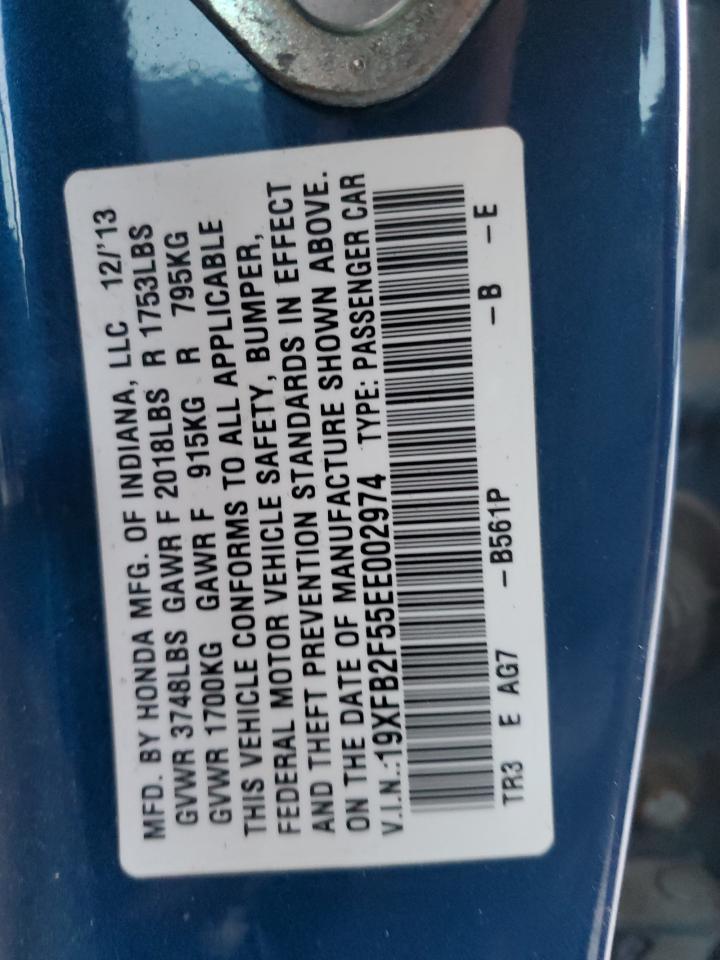 MFD. BY HONDA MFG. OF INDIANA, LLC 12/'13
GVWR 3748LBS GAWR F 2018LBS R 1753LBS
GVWR 1700KG GAWR F 915KG R 795KG
THIS VEHICLE CONFORMS TO ALL APPLICABLE
FEDERAL MOTOR VEHICLE SAFETY, BUMPER,
AND THEFT PREVENTION STANDARDS IN EFFECT
ON THE DATE OF MANUFACTURE SHOWN ABOVE.
V.I.N.:19XFB2F55EE002974 TYPE: PASSENGER CAR
TR3 E AG7 -B561P -B -E